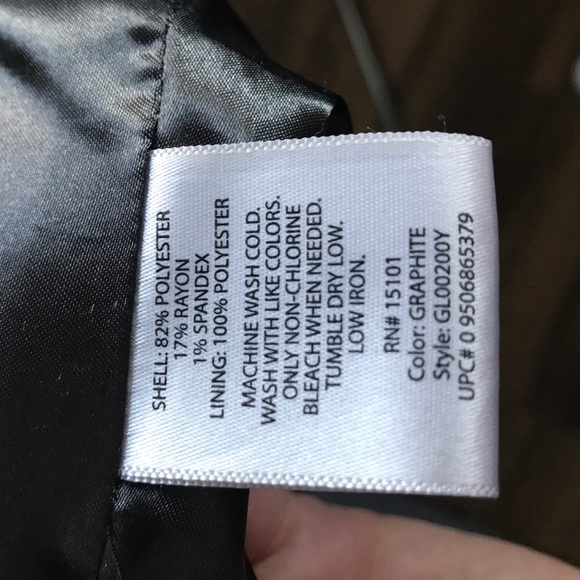 SHELL: 82% POLYESTER
17% RAYON
1% SPANDEX
LINING: 100% POLYESTER
MACHINE WASH COLD.
WASH WITH LIKE COLORS.
ONLY NON-CHLORINE
BLEACH WHEN NEEDED.
TUMBLE DRY LOW.
LOW IRON.
RN# 15101
Color: GRAPHITE
Style: GL00200Y
UPC# 0 9506865379